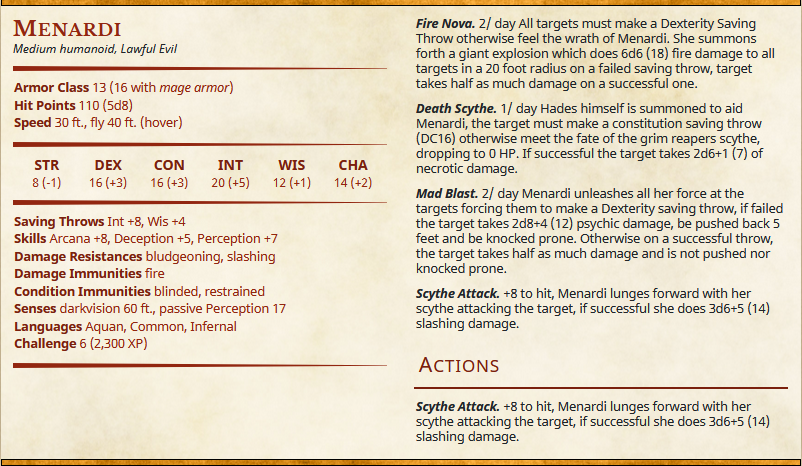 MENARDI
Medium humanoid, Lawful Evil
Armor Class 13 (16 with mage armor)
Hit Points 110 (5d8)
Speed 30 ft., fly 40 ft. (hover)
STR DEX CON INT WIS CHA
8 (-1) 16 (+3) 16 (+3) 20 (+5) 12 (+1) 14 (+2)
Saving Throws Int +8, Wis +4
Skills Arcana +8, Deception +5, Perception +7
Damage Resistances bludgeoning, slashing
Damage Immunities fire
Condition Immunities blinded, restrained
Senses darkvision 60 ft., passive Perception 17
Languages Aquan, Common, Infernal
Challenge 6 (2,300 XP)
Fire Nova. 2/ day All targets must make a Dexterity Saving
Throw otherwise feel the wrath of Menardi. She summons
forth a giant explosion which does 6d6 (18) fire damage to all
targets in a 20 foot radius on a failed saving throw, target
takes half as much damage on a successful one.
Death Scythe. 1/ day Hades himself is summoned to aid
Menardi, the target must make a constitution saving throw
(DC16) otherwise meet the fate of the grim reapers scythe,
dropping to 0 HP. If successful the target takes 2d6+1 (7) of
necrotic damage.
Mad Blast. 2/ day Menardi unleashes all her force at the
targets forcing them to make a Dexterity saving throw, if failed
the target takes 2d8+4 (12) psychic damage, be pushed back 5
feet and be knocked prone. Otherwise on a successful throw,
the target takes half as much damage and is not pushed nor
knocked prone.
Scythe Attack. +8 to hit, Menardi lunges forward with her
scythe attacking the target, if successful she does 3d6+5 (14)
slashing damage.
ACTIONS
Scythe Attack. +8 to hit, Menardi lunges forward with her
scythe attacking the target, if successful she does 3d6+5 (14)
slashing damage.